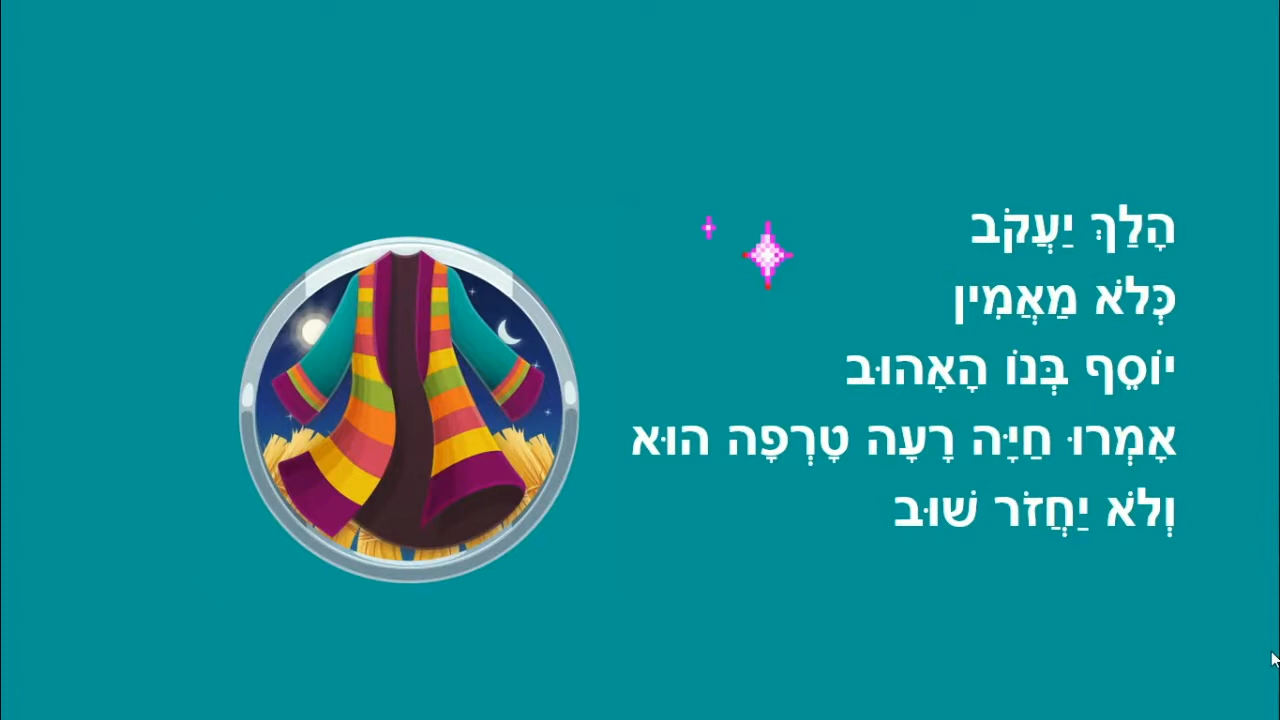 הָלַךְ יַעֲקֹב
כְּלֹא מַאֲמִין
יוֹסֵף בְּנוֹ הָאָהוּב
אָמְרוּ חַיָּה רָעָה טָרְפָה הוּא
וְלֹא יַחֲזֹר שׁוּב